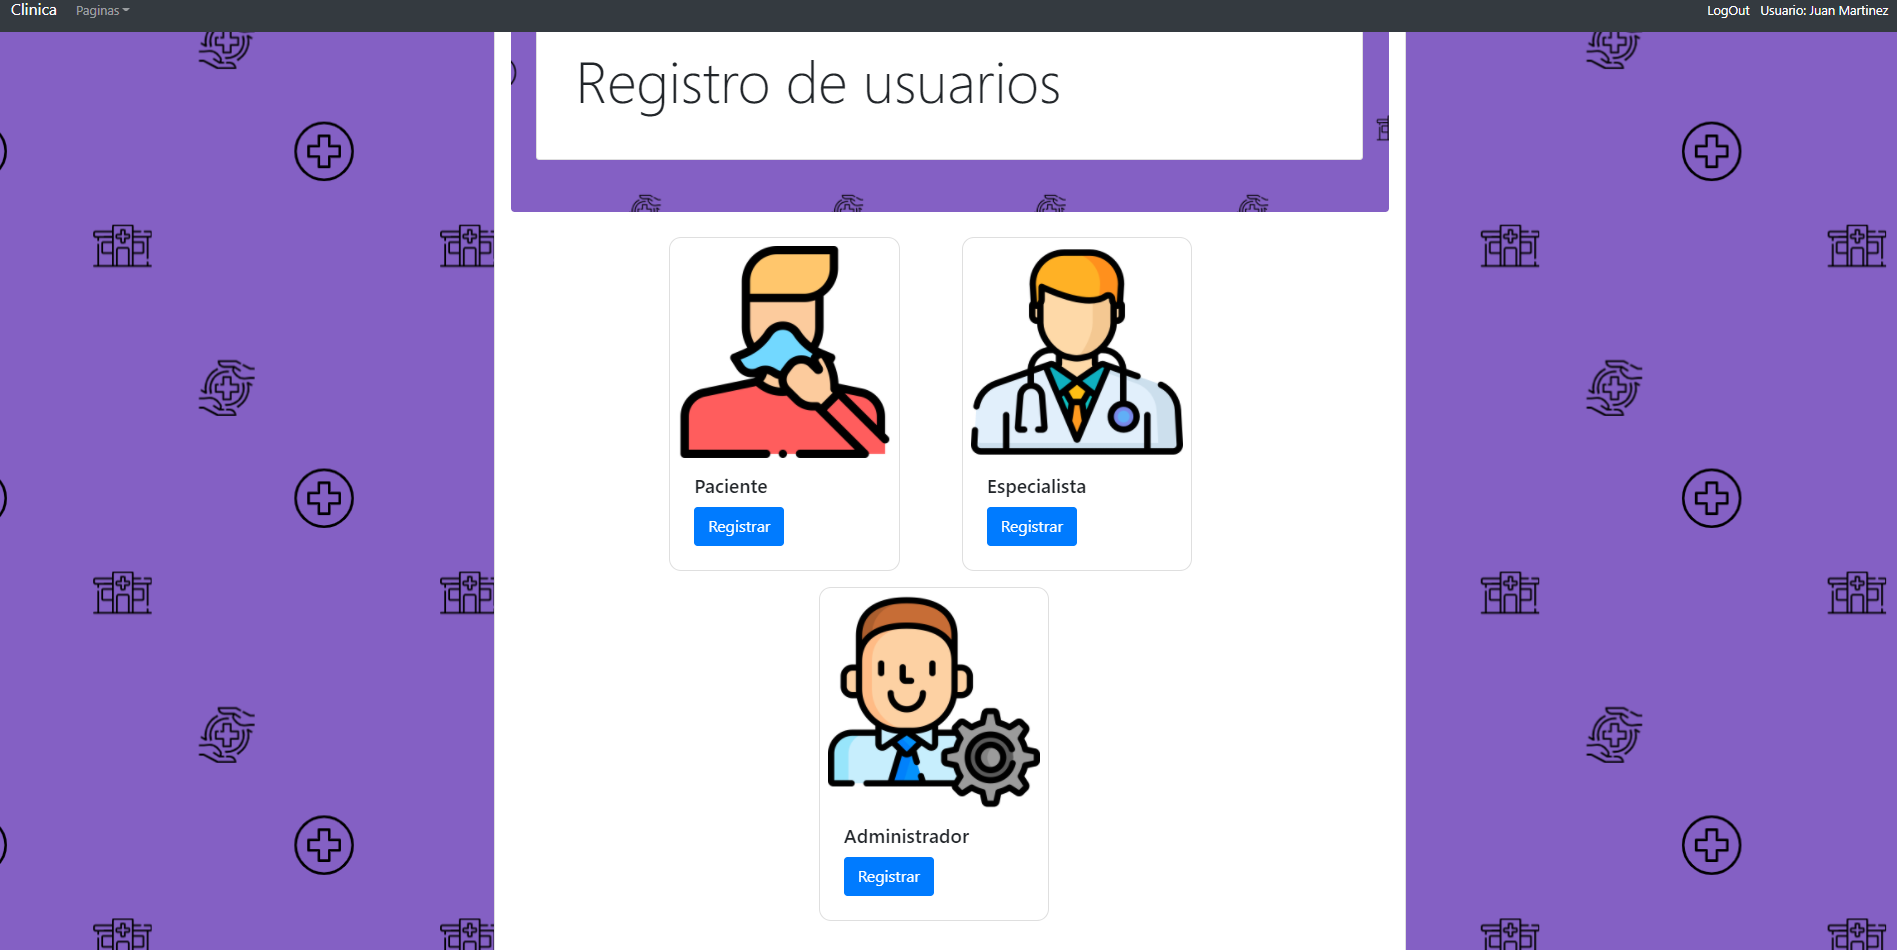 Clinica Paginas LogOut Usuario: Juan Martinez
Registro de usuarios
Paciente
Registrar
Especialista
Registrar
Administrador
Registrar